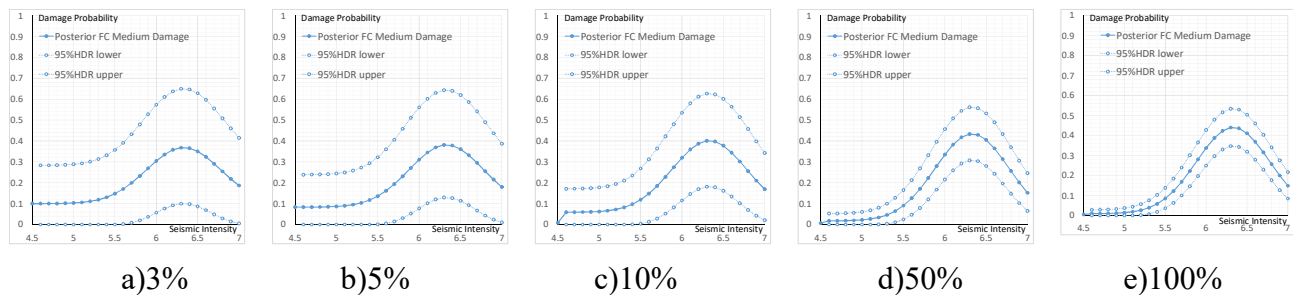 Damage Probability
1
0.9
0.8
0.7
0.6
0.5
0.4
0.3
0.2
0.1
0
Posterior FC Medium Damage
95%HDR lower
95%HDR upper
Seismic Intensity
4.5 5 5.5 6 6.5 7
a)3%
Damage Probability
1
0.9
0.8
0.7
0.6
0.5
0.4
0.3
0.2
0.1
0
Posterior FC Medium Damage
95%HDR lower
95%HDR upper
Seismic Intensity
4.5 5 5.5 6 6.5 7
b)5%
Damage Probability
1
0.9
0.8
0.7
0.6
0.5
0.4
0.3
0.2
0.1
0
Posterior FC Medium Damage
95%HDR lower
95%HDR upper
Seismic Intensity
4.5 5 5.5 6 6.5 7
c)10%
Damage Probability
1
0.9
0.8
0.7
0.6
0.5
0.4
0.3
0.2
0.1
0
Posterior FC Medium Damage
95%HDR lower
95%HDR upper
Seismic Intensity
4.5 5 5.5 6 6.5 7
d)50%
Damage Probability
1
0.9
0.8
0.7
0.6
0.5
0.4
0.3
0.2
0.1
0
Posterior FC Medium Damage
95%HDR lower
95%HDR upper
Seismic Intensity
4.5 5 5.5 6 6.5 7
e)100%